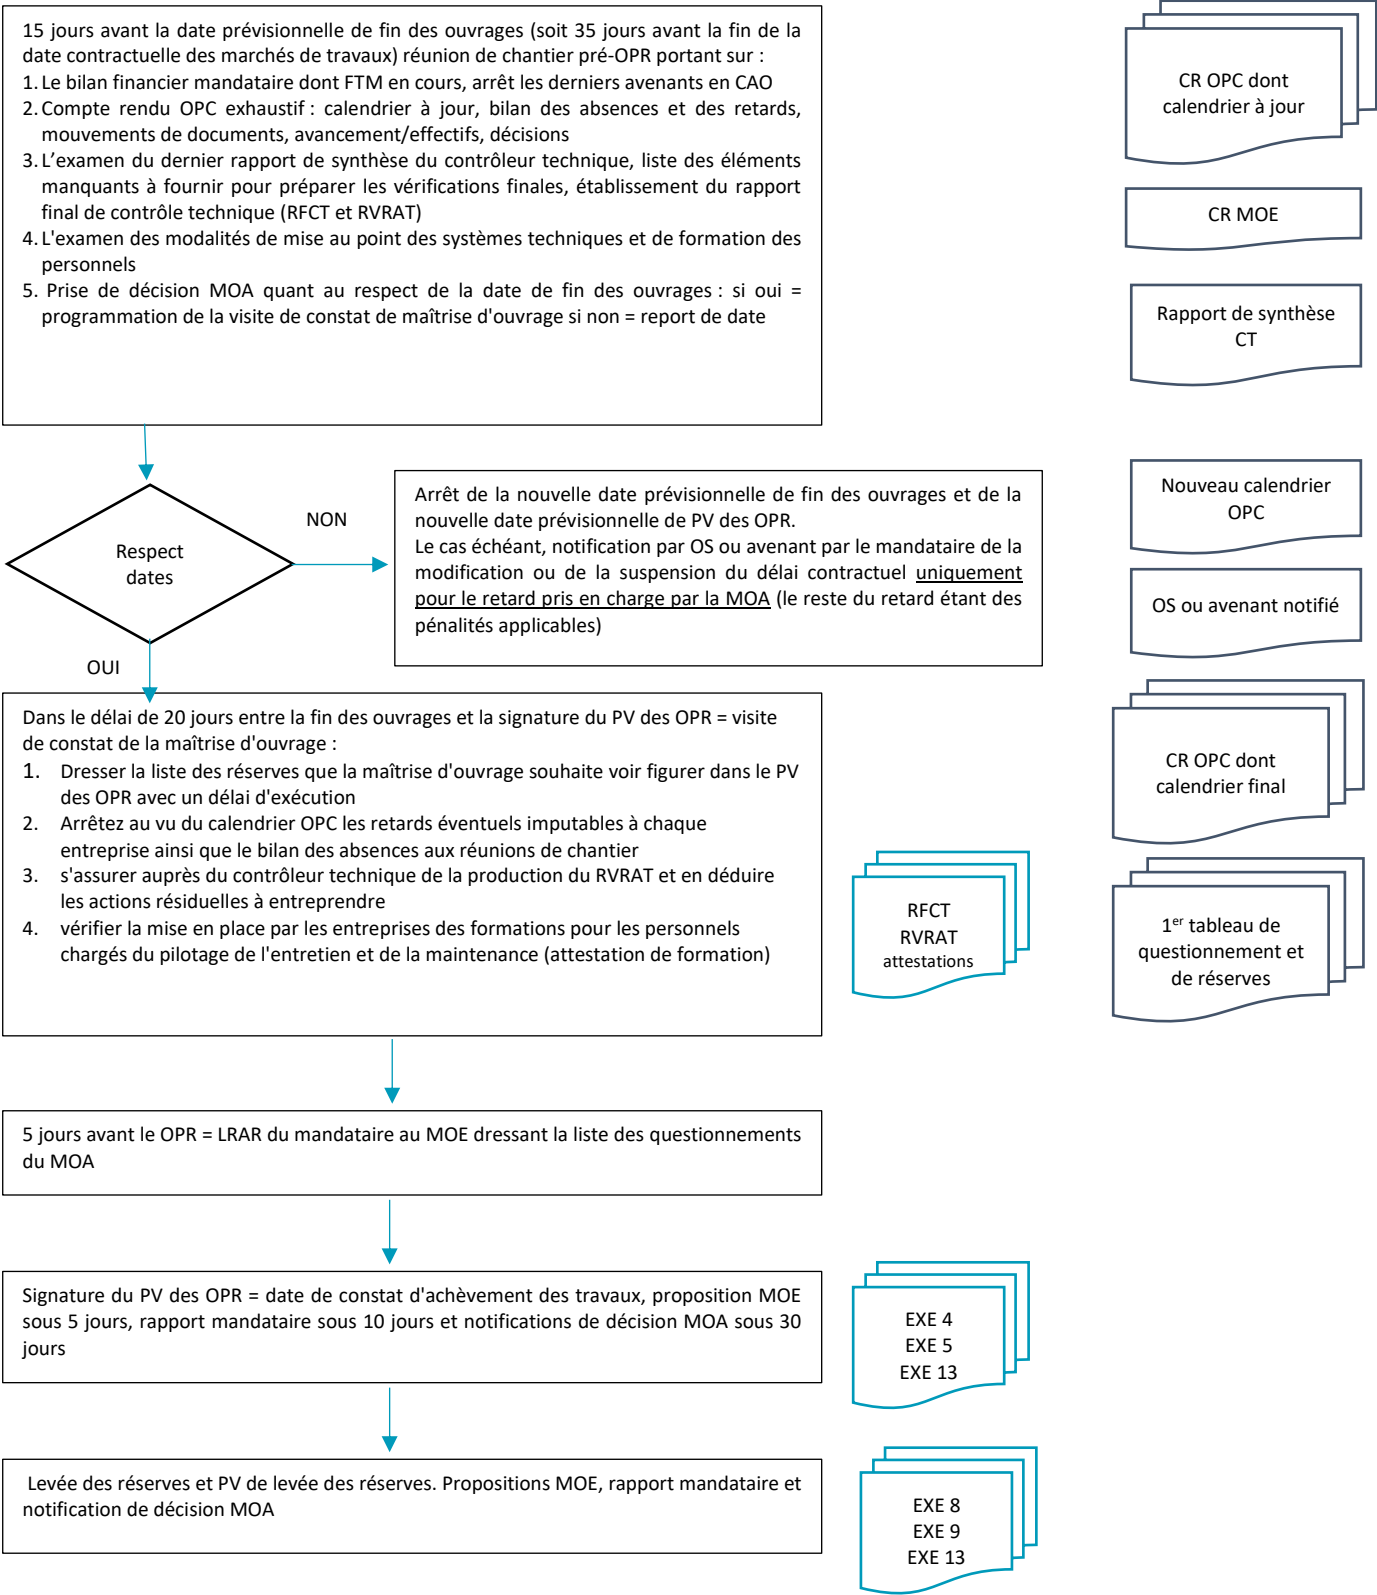 15 jours avant la date prévisionnelle de fin des ouvrages (soit 35 jours avant la fin de la
date contractuelle des marchés de travaux) réunion de chantier pré-OPR portant sur :
1. Le bilan financier mandataire dont FTM en cours, arrêt les derniers avenants en CAO
2. Compte rendu OPC exhaustif : calendrier à jour, bilan des absences et des retards,
mouvements de documents, avancement/effectifs, décisions
3. L’examen du dernier rapport de synthèse du contrôleur technique, liste des éléments
manquants à fournir pour préparer les vérifications finales, établissement du rapport
final de contrôle technique (RFCT et RVRAT)
4. L'examen des modalités de mise au point des systèmes techniques et de formation des
personnels
5. Prise de décision MOA quant au respect de la date de fin des ouvrages : si oui =
programmation de la visite de constat de maîtrise d'ouvrage si non = report de date
CR OPC dont
calendrier à jour
CR MOE
Rapport de synthèse
CT
Respect
dates
NON
OUI
Arrêt de la nouvelle date prévisionnelle de fin des ouvrages et de la
nouvelle date prévisionnelle de PV des OPR.
Le cas échéant, notification par OS ou avenant par le mandataire de la
modification ou de la suspension du délai contractuel uniquement
pour le retard pris en charge par la MOA (le reste du retard étant des
pénalités applicables)
Nouveau calendrier
OPC
OS ou avenant notifié
Dans le délai de 20 jours entre la fin des ouvrages et la signature du PV des OPR = visite
de constat de la maîtrise d'ouvrage :
1. Dresser la liste des réserves que la maîtrise d'ouvrage souhaite voir figurer dans le PV
des OPR avec un délai d'exécution
2. Arrêtez au vu du calendrier OPC les retards éventuels imputables à chaque
entreprise ainsi que le bilan des absences aux réunions de chantier
3. s'assurer auprès du contrôleur technique de la production du RVRAT et en déduire
les actions résiduelles à entreprendre
4. vérifier la mise en place par les entreprises des formations pour les personnels
chargés du pilotage de l'entretien et de la maintenance (attestation de formation)
RFCT
RVRAT
attestations
CR OPC dont
calendrier final
1er tableau de
questionnement et
de réserves
5 jours avant le OPR = LRAR du mandataire au MOE dressant la liste des questionnements
du MOA
Signature du PV des OPR = date de constat d'achèvement des travaux, proposition MOE
sous 5 jours, rapport mandataire sous 10 jours et notifications de décision MOA sous 30
jours
EXE 4
EXE 5
EXE 13
Levée des réserves et PV de levée des réserves. Propositions MOE, rapport mandataire et
notification de décision MOA
EXE 8
EXE 9
EXE 13